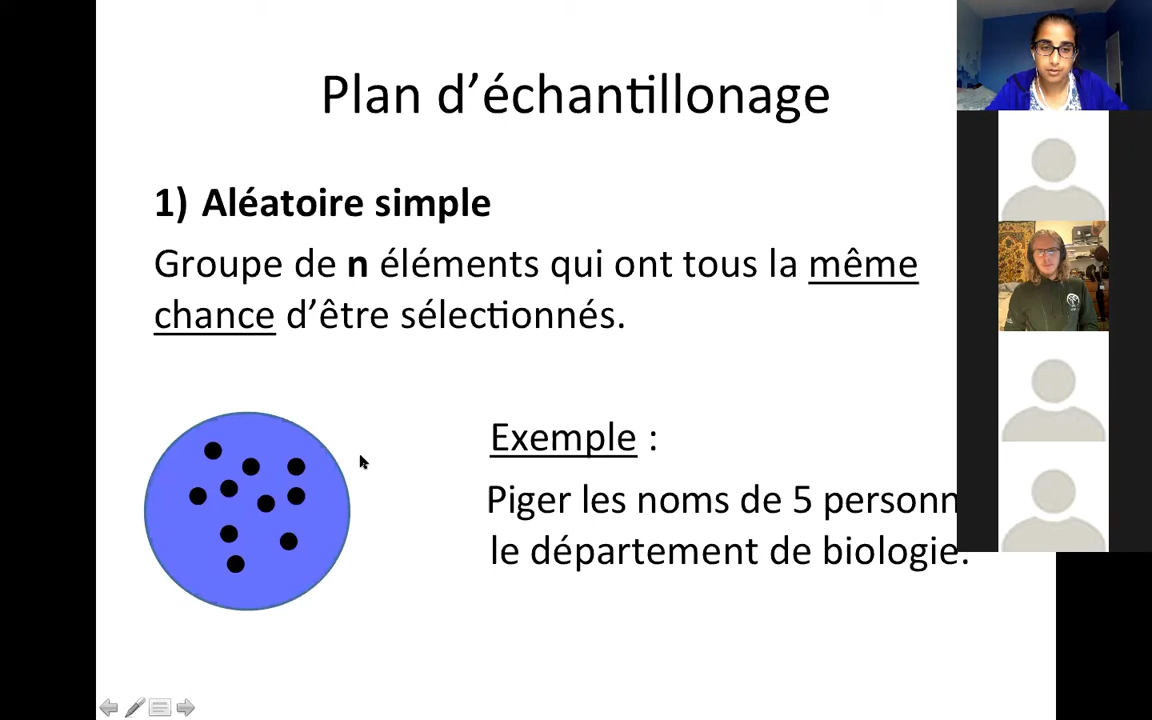 Plan d’échantillonage
1) Aléatoire simple
Groupe de n éléments qui ont tous la même
chance d’être sélectionnés.
Exemple :
Piger les noms de 5
le département de biologie.